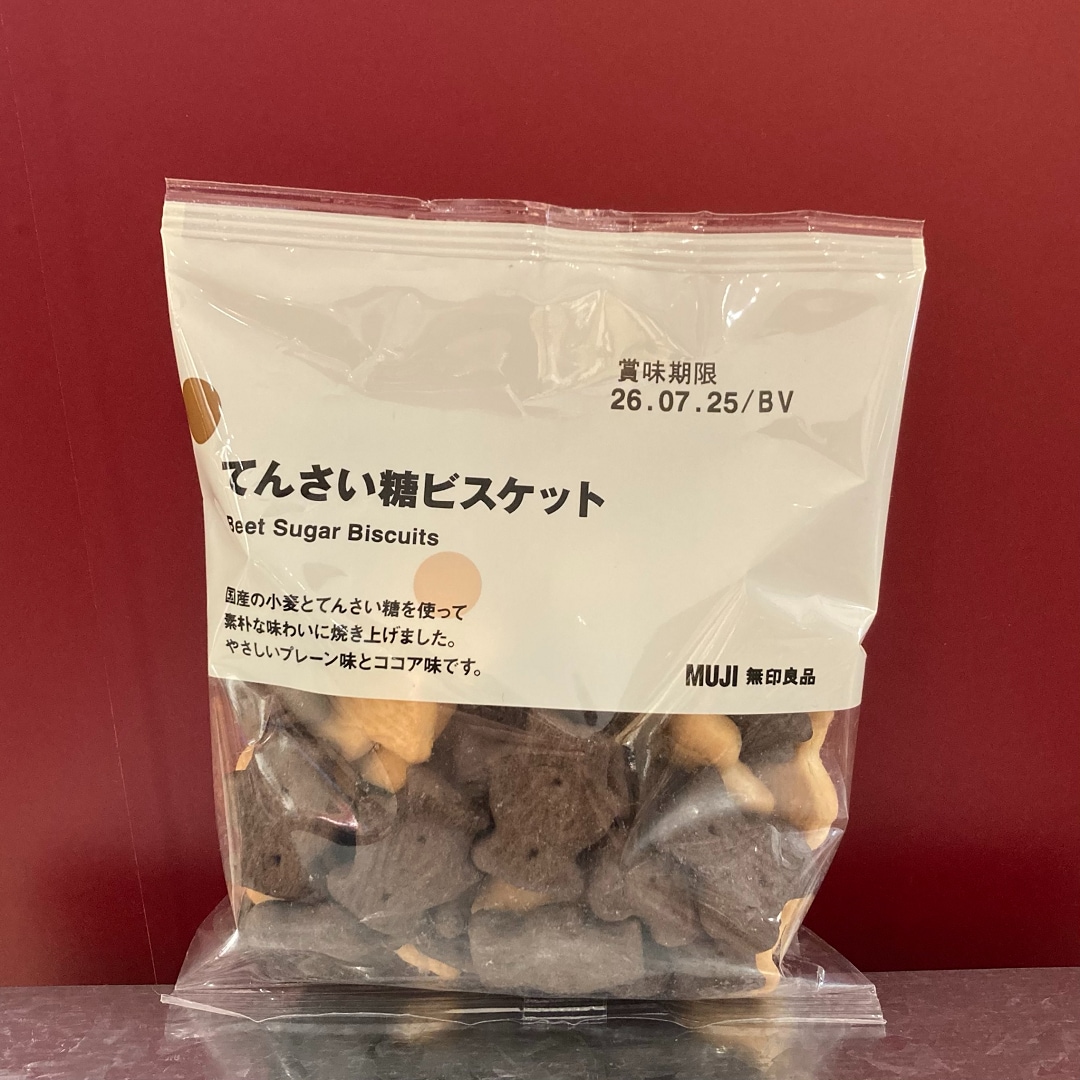 賞味期限
26.07.25/BV
てんさい糖ビスケット
Beet Sugar Biscuits
国産の小麦とてんさい糖を使って
素朴な味わいに焼き上げました。
やさしいプレーン味とココア味です。
MUJI 無印良品